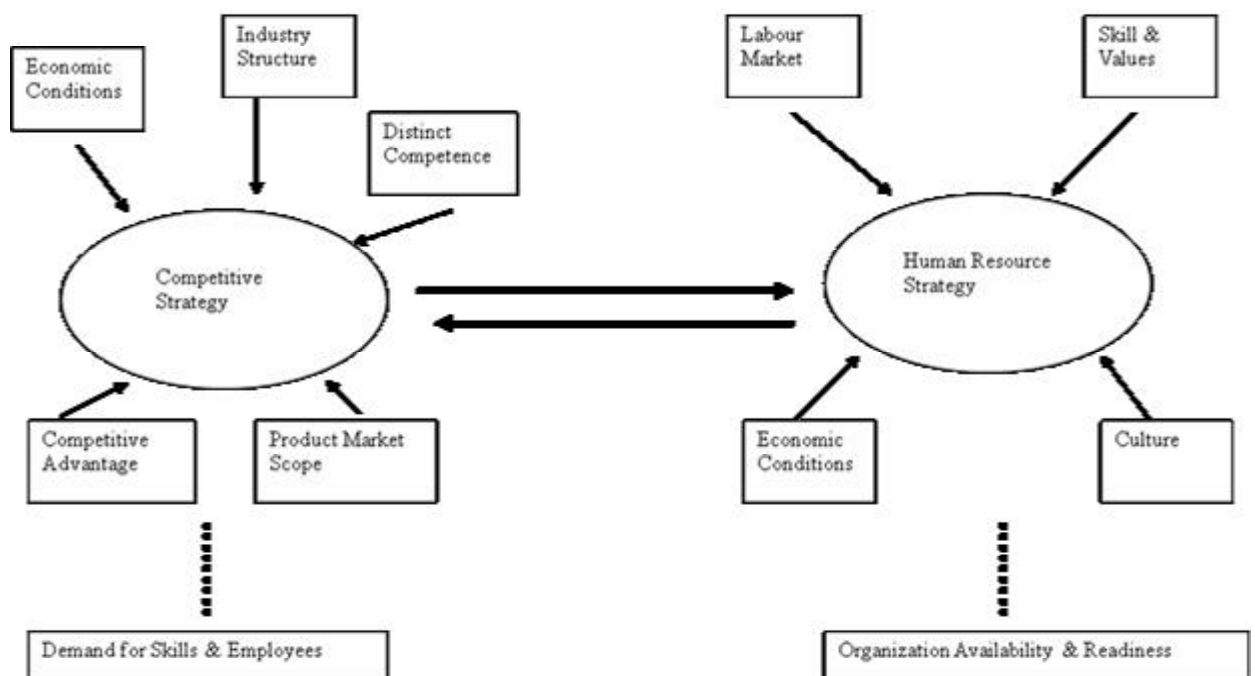 Industry
Structure
Economic
Conditions
Distinct
Competence
Competitive
Strategy
Competitive
Advantage
Product Market
Scope
Demand for Skills & Employees
Labour
Market
Skill &
Values
Human Resource
Strategy
Economic
Conditions
Culture
Organization Availability & Readiness